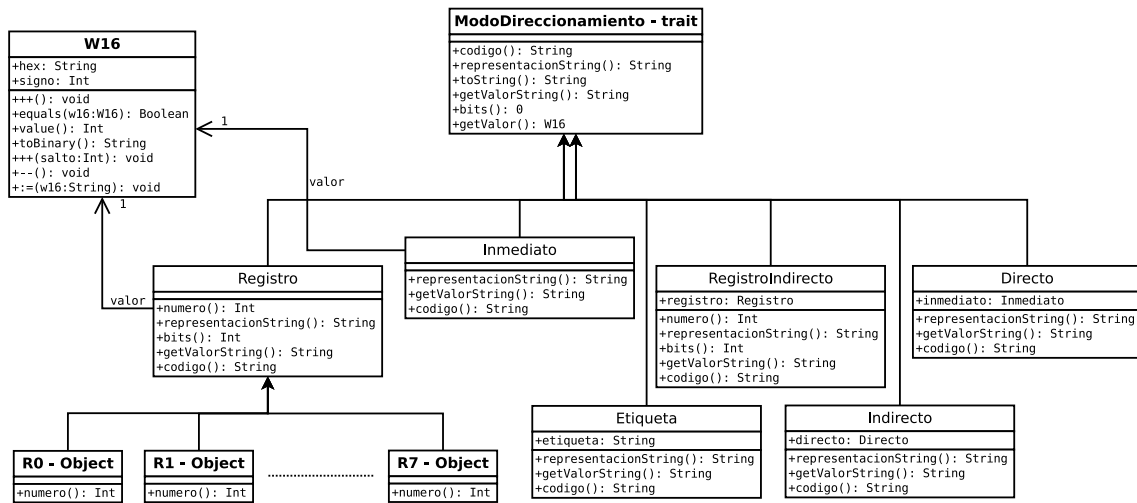 ModoDireccionamiento - trait
+codigo(): String
+representacionString(): String
+toString(): String
+getValorString(): String
+bits(): 0
+getValor(): W16
W16
+hex: String
+signo: Int
+++(): void
+equals(w16:W16): Boolean
+value(): Int
+toBinary(): String
+++(salto:Int): void
+--(): void
+:=(w16:String): void
1
valor
1
valor
Registro
+numero(): Int
+representacionString(): String
+bits(): Int
+getValorString(): String
+codigo(): String
Inmediato
+representacionString(): String
+getValorString(): String
+codigo(): String
RegistroIndirecto
+registro: Registro
+numero(): Int
+representacionString(): String
+bits(): Int
+getValorString(): String
+codigo(): String
Directo
+inmediato: Inmediato
+representacionString(): String
+getValorString(): String
+codigo(): String
Etiqueta
+etiqueta: String
+representacionString(): String
+getValorString(): String
+codigo(): String
Indirecto
+directo: Directo
+representacionString(): String
+getValorString(): String
+codigo(): String
R0 - Object
+numero(): Int
R1 - Object
+numero(): Int
R7 - Object
+numero(): Int